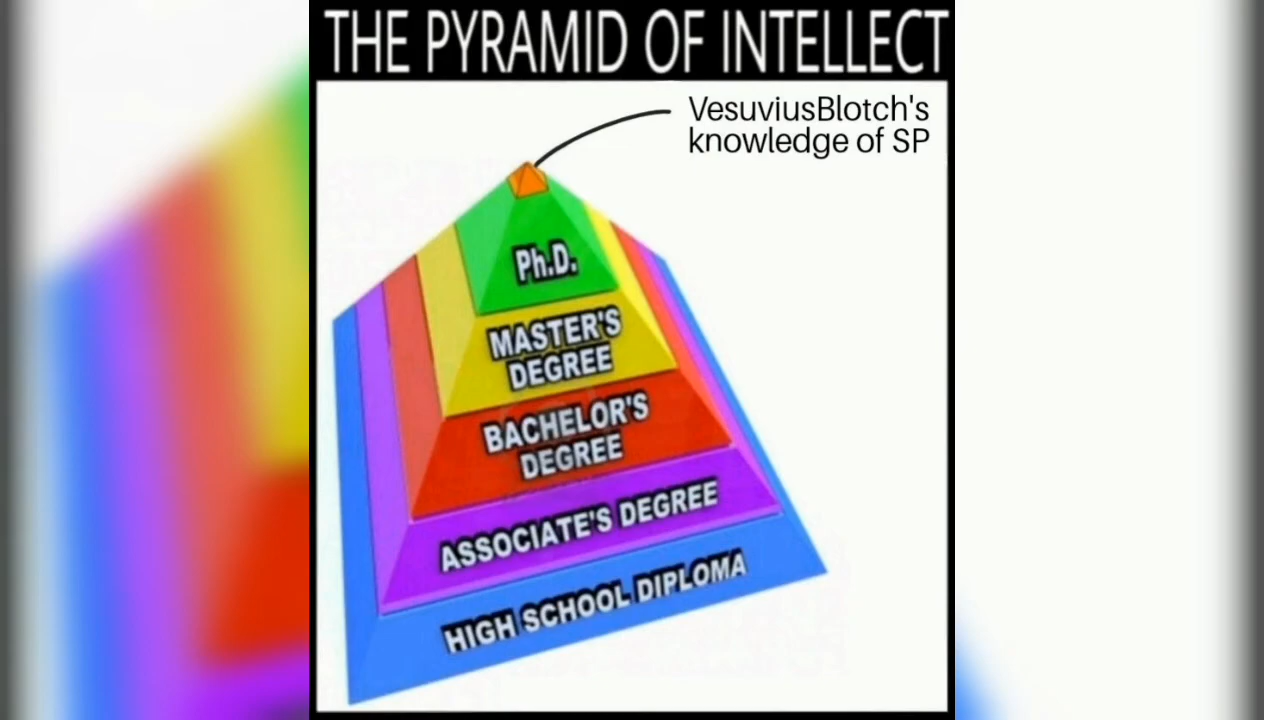 THE PYRAMID OF INTELLECT
VesuviusBlotch's
knowledge of SP
Ph.D.
MASTER'S
DEGREE
BACHELOR'S
DEGREE
ASSOCIATE'S DEGREE
HIGH SCHOOL DIPLOMA